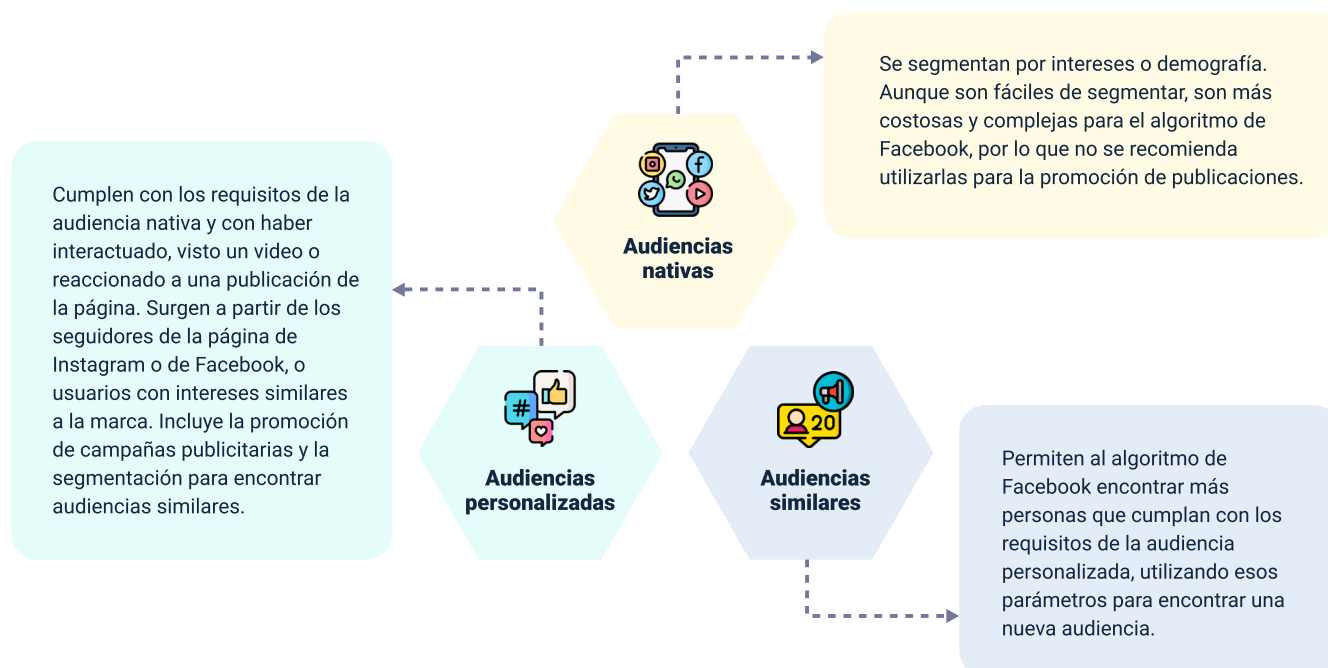 Se segmentan por intereses o demografía.
Aunque son fáciles de segmentar, son más
costosas y complejas para el algoritmo de
Facebook, por lo que no se recomienda
utilizarlas para la promoción de publicaciones.
Audiencias
nativas
Cumplen con los requisitos de la
audiencia nativa y con haber
interactuado, visto un video o
reaccionado a una publicación de
la página. Surgen a partir de los
seguidores de la página de
Instagram o de Facebook, o
usuarios con intereses similares
a la marca. Incluye la promoción
de campañas publicitarias y la
segmentación para encontrar
audiencias similares.
#
Audiencias
personalizadas
20
Audiencias
similares
Permiten al algoritmo de
Facebook encontrar más
personas que cumplan con los
requisitos de la audiencia
personalizada, utilizando esos
parámetros para encontrar una
nueva audiencia.